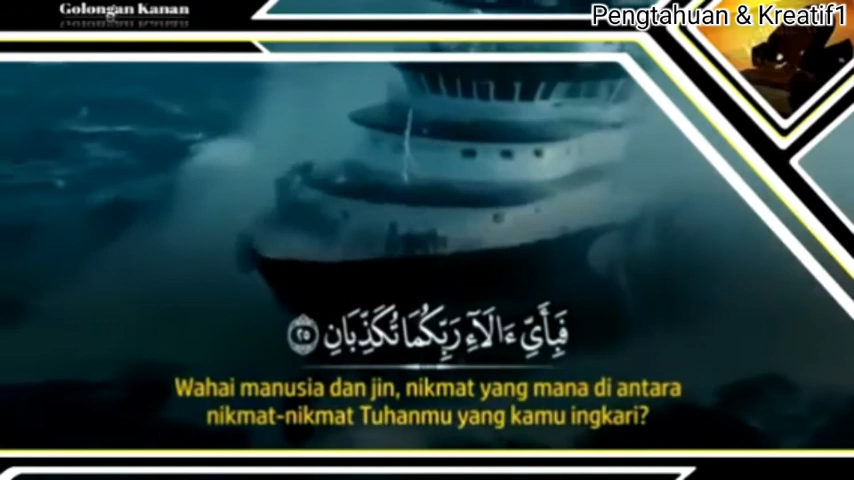 Golongan Kanan
Pengtahuan & Kreatif1
فَبِأَيِّ ءَالَآءِ رَبِّكُمَا تُكَذِّبَانِ ٢٥
Wahai manusia dan jin, nikmat yang mana di antara
nikmat-nikmat Tuhanmu yang kamu ingkari?